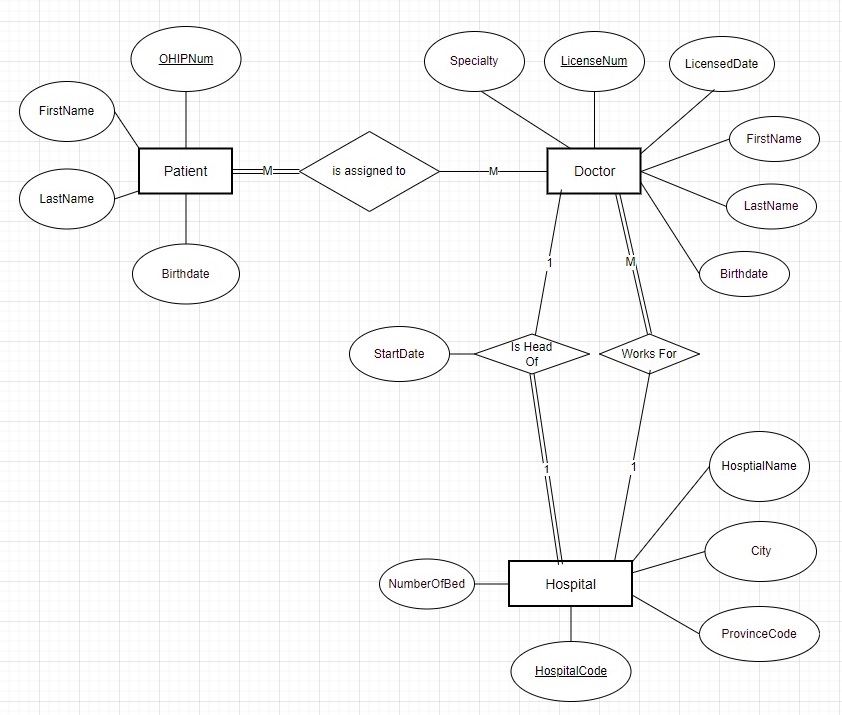 OHIPNum
Specialty
LicenseNum
LicensedDate
FirstName
FirstName
Patient
M
is assigned to
M
Doctor
LastName
LastName
Birthdate
1
M
Birthdate
StartDate
Is Head
Of
Works For
1
1
HosptialName
City
NumberOfBed
Hospital
ProvinceCode
HospitalCode